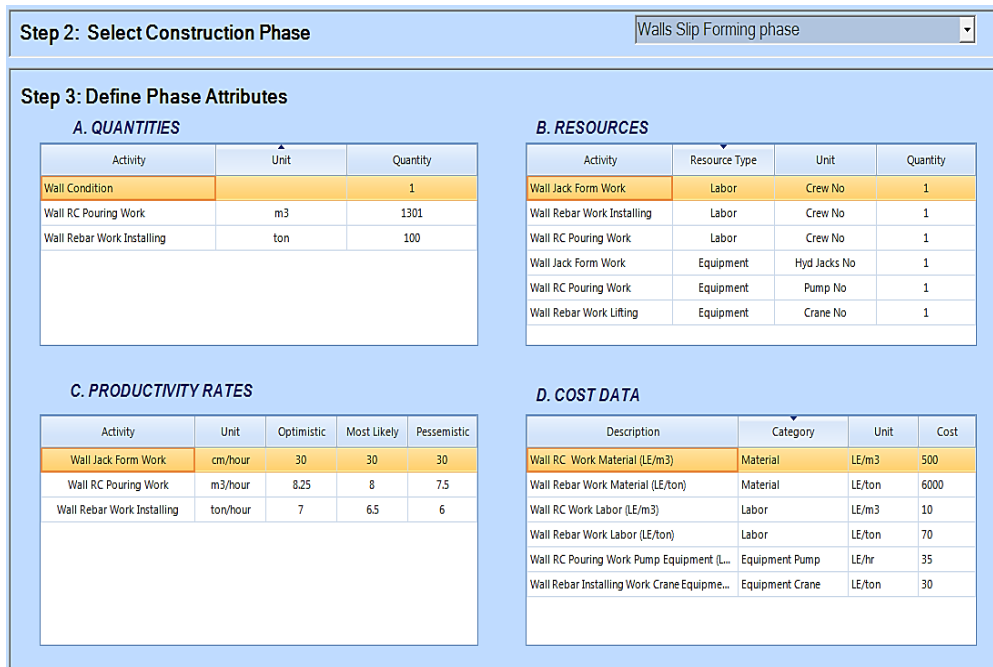 Step 2: Select Construction Phase
Walls Slip Forming phase
Step 3: Define Phase Attributes
A. QUANTITIES
Activity Unit Quantity
Wall Condition 1
Wall RC Pouring Work m3 1301
Wall Rebar Work Installing ton 100
B. RESOURCES
Activity Resource Type Unit Quantity
Wall Jack Form Work Labor Crew No 1
Wall Rebar Work Installing Labor Crew No 1
Wall RC Pouring Work Labor Crew No 1
Wall Jack Form Work Equipment Hyd Jacks No 1
Wall RC Pouring Work Equipment Pump No 1
Wall Rebar Work Lifting Equipment Crane No 1
C. PRODUCTIVITY RATES
Activity Unit Optimistic Most Likely Pessemistic
Wall Jack Form Work cm/hour 30 30 30
Wall RC Pouring Work m3/hour 8.25 8 7.5
Wall Rebar Work Installing ton/hour 7 6.5 6
D. COST DATA
Description Category Unit Cost
Wall RC Work Material (LE/m3) Material LE/m3 500
Wall Rebar Work Material (LE/ton) Material LE/ton 6000
Wall RC Work Labor (LE/m3) Labor LE/m3 10
Wall Rebar Work Labor (LE/ton) Labor LE/ton 70
Wall RC Pouring Work Pump Equipment (L... Equipment Pump LE/hr 35
Wall Rebar Installing Work Crane Equipme... Equipment Crane LE/ton 30